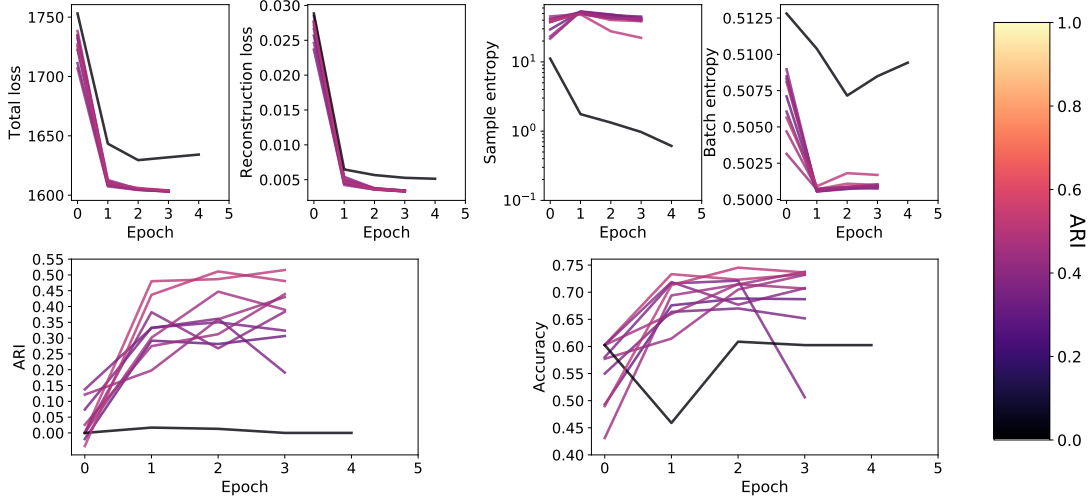 Total loss
1750
1700
1650
1600
0 1 2 3 4 5
Epoch
Reconstruction loss
0.030
0.025
0.020
0.015
0.010
0.005
0 1 2 3 4 5
Epoch
Sample entropy
10^1
10^0
10^−1
0 1 2 3 4 5
Epoch
Batch entropy
0.5125
0.5100
0.5075
0.5050
0.5025
0.5000
0 1 2 3 4 5
Epoch
ARI
0.55
0.50
0.45
0.40
0.35
0.30
0.25
0.20
0.15
0.10
0.05
0.00
0 1 2 3 4 5
Epoch
Accuracy
0.75
0.70
0.65
0.60
0.55
0.50
0.45
0.40
0 1 2 3 4 5
Epoch
1.0
0.8
0.6
0.4
0.2
0.0
ARI